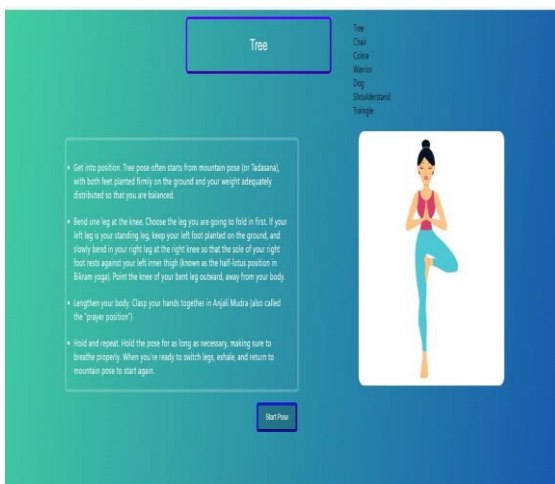 Tree
Tree
Chair
Cobra
Warrior
Dog
Shoulderstand
Traingle
Get into position. Tree pose often starts from mountain pose (or Tadasana),
with both feet planted firmly on the ground and your weight adequately
distributed so that you are balanced.
Bend one leg at the knee. Choose the leg you are going to fold in first. If your
left leg is your standing leg, keep your left foot planted on the ground, and
slowly bend in your right leg at the right knee so that the sole of your right
foot rests against your left inner thigh (known as the half-lotus position in
Bikram yoga). Point the knee of your bent leg outward, away from your body.
Lengthen your body. Clasp your hands together in Anjali Mudra (also called
the "prayer position")
Hold and repeat. Hold the pose for as long as necessary, making sure to
breathe properly. When you're ready to switch legs, exhale, and return to
mountain pose to start again.
Start Pose